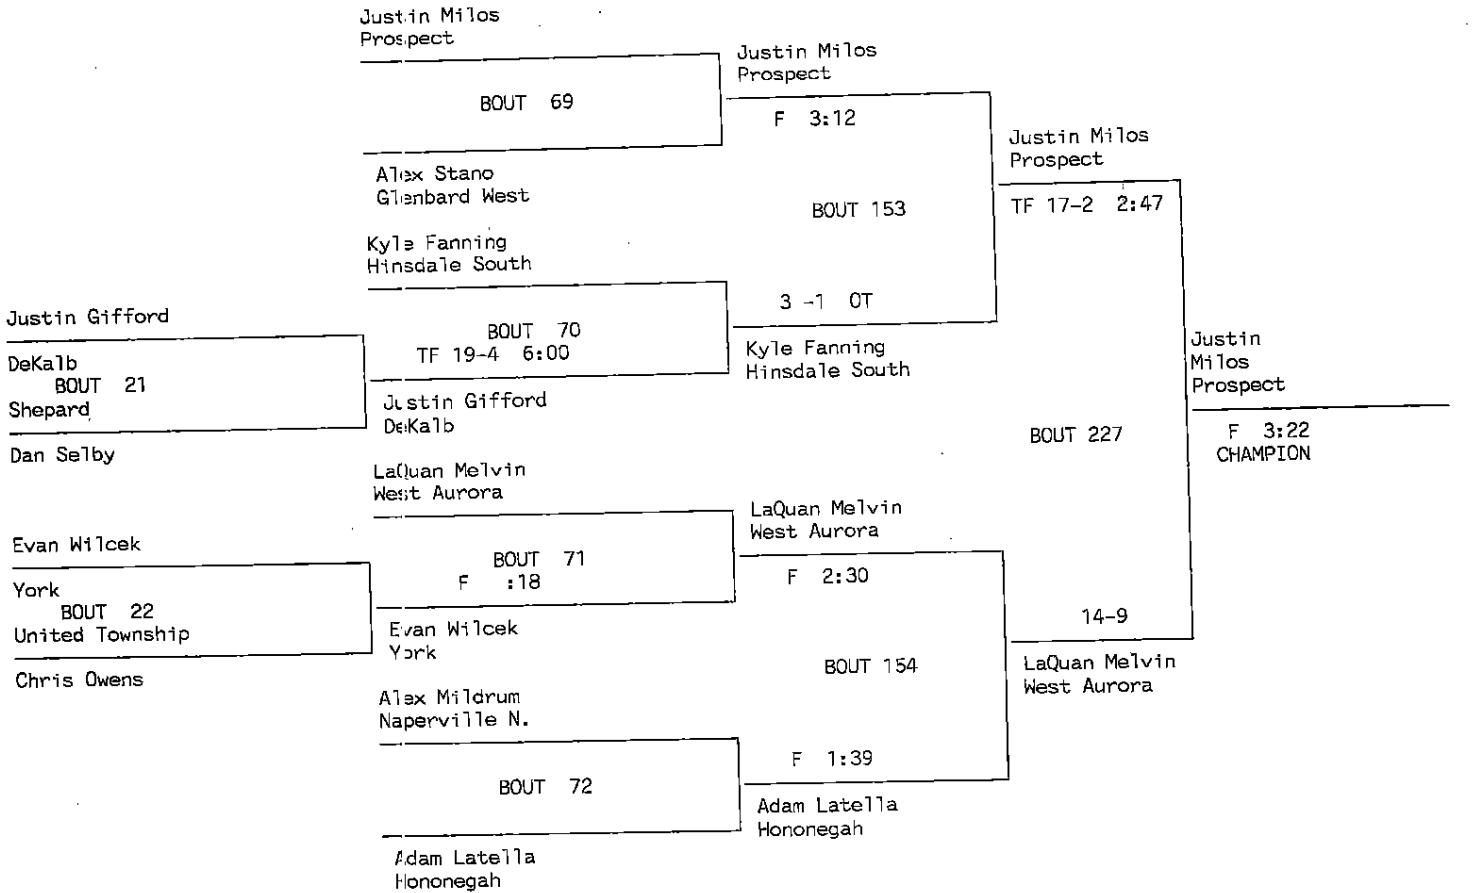 Justin Milos
Prospect
BOUT 69
Alex Stano
Glenbard West
Justin Milos
Prospect
F 3:12
BOUT 153
Justin Milos
Prospect
TF 17-2 2:47
Kyle Fanning
Hinsdale South
BOUT 70
TF 19-4 6:00
3 -1 OT
Kyle Fanning
Hinsdale South
Justin Gifford
DeKalb
BOUT 21
Shepard
Dan Selby
Justin Gifford
DeKalb
Justin
Milos
Prospect
F 3:22
CHAMPION
BOUT 227
LaQuan Melvin
West Aurora
BOUT 71
F :18
LaQuan Melvin
West Aurora
F 2:30
Evan Wilcek
York
BOUT 22
United Township
Chris Owens
Evan Wilcek
York
BOUT 154
14-9
LaQuan Melvin
West Aurora
Alex Mildrum
Naperville N.
BOUT 72
F 1:39
Adam Latella
Hononegah
Adam Latella
Hononegah